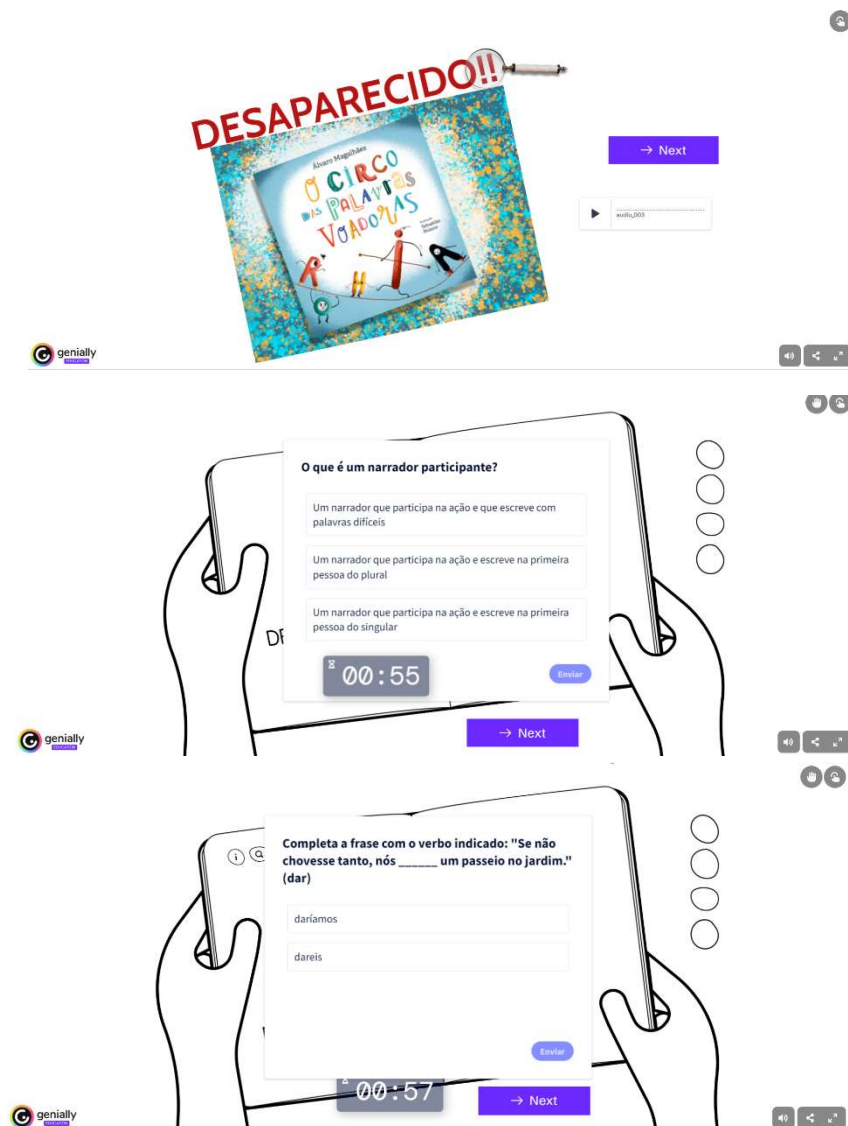 DESAPARECIDO!!
Álvaro Magalhães
O CIRCO
DAS PALAVRAS
VOADORAS
R H I A
→ Next
audio_003
genially
EDUCATOR
O que é um narrador participante?
Um narrador que participa na ação e que escreve com
palavras difíceis
Um narrador que participa na ação e escreve na primeira
pessoa do plural
Um narrador que participa na ação e escreve na primeira
pessoa do singular
DE
00:55
Enviar
→ Next
genially
EDUCATOR
Completa a frase com o verbo indicado: "Se não
chovesse tanto, nós ______ um passeio no jardim."
(dar)
daríamos
dareis
Enviar
00:57
→ Next
genially